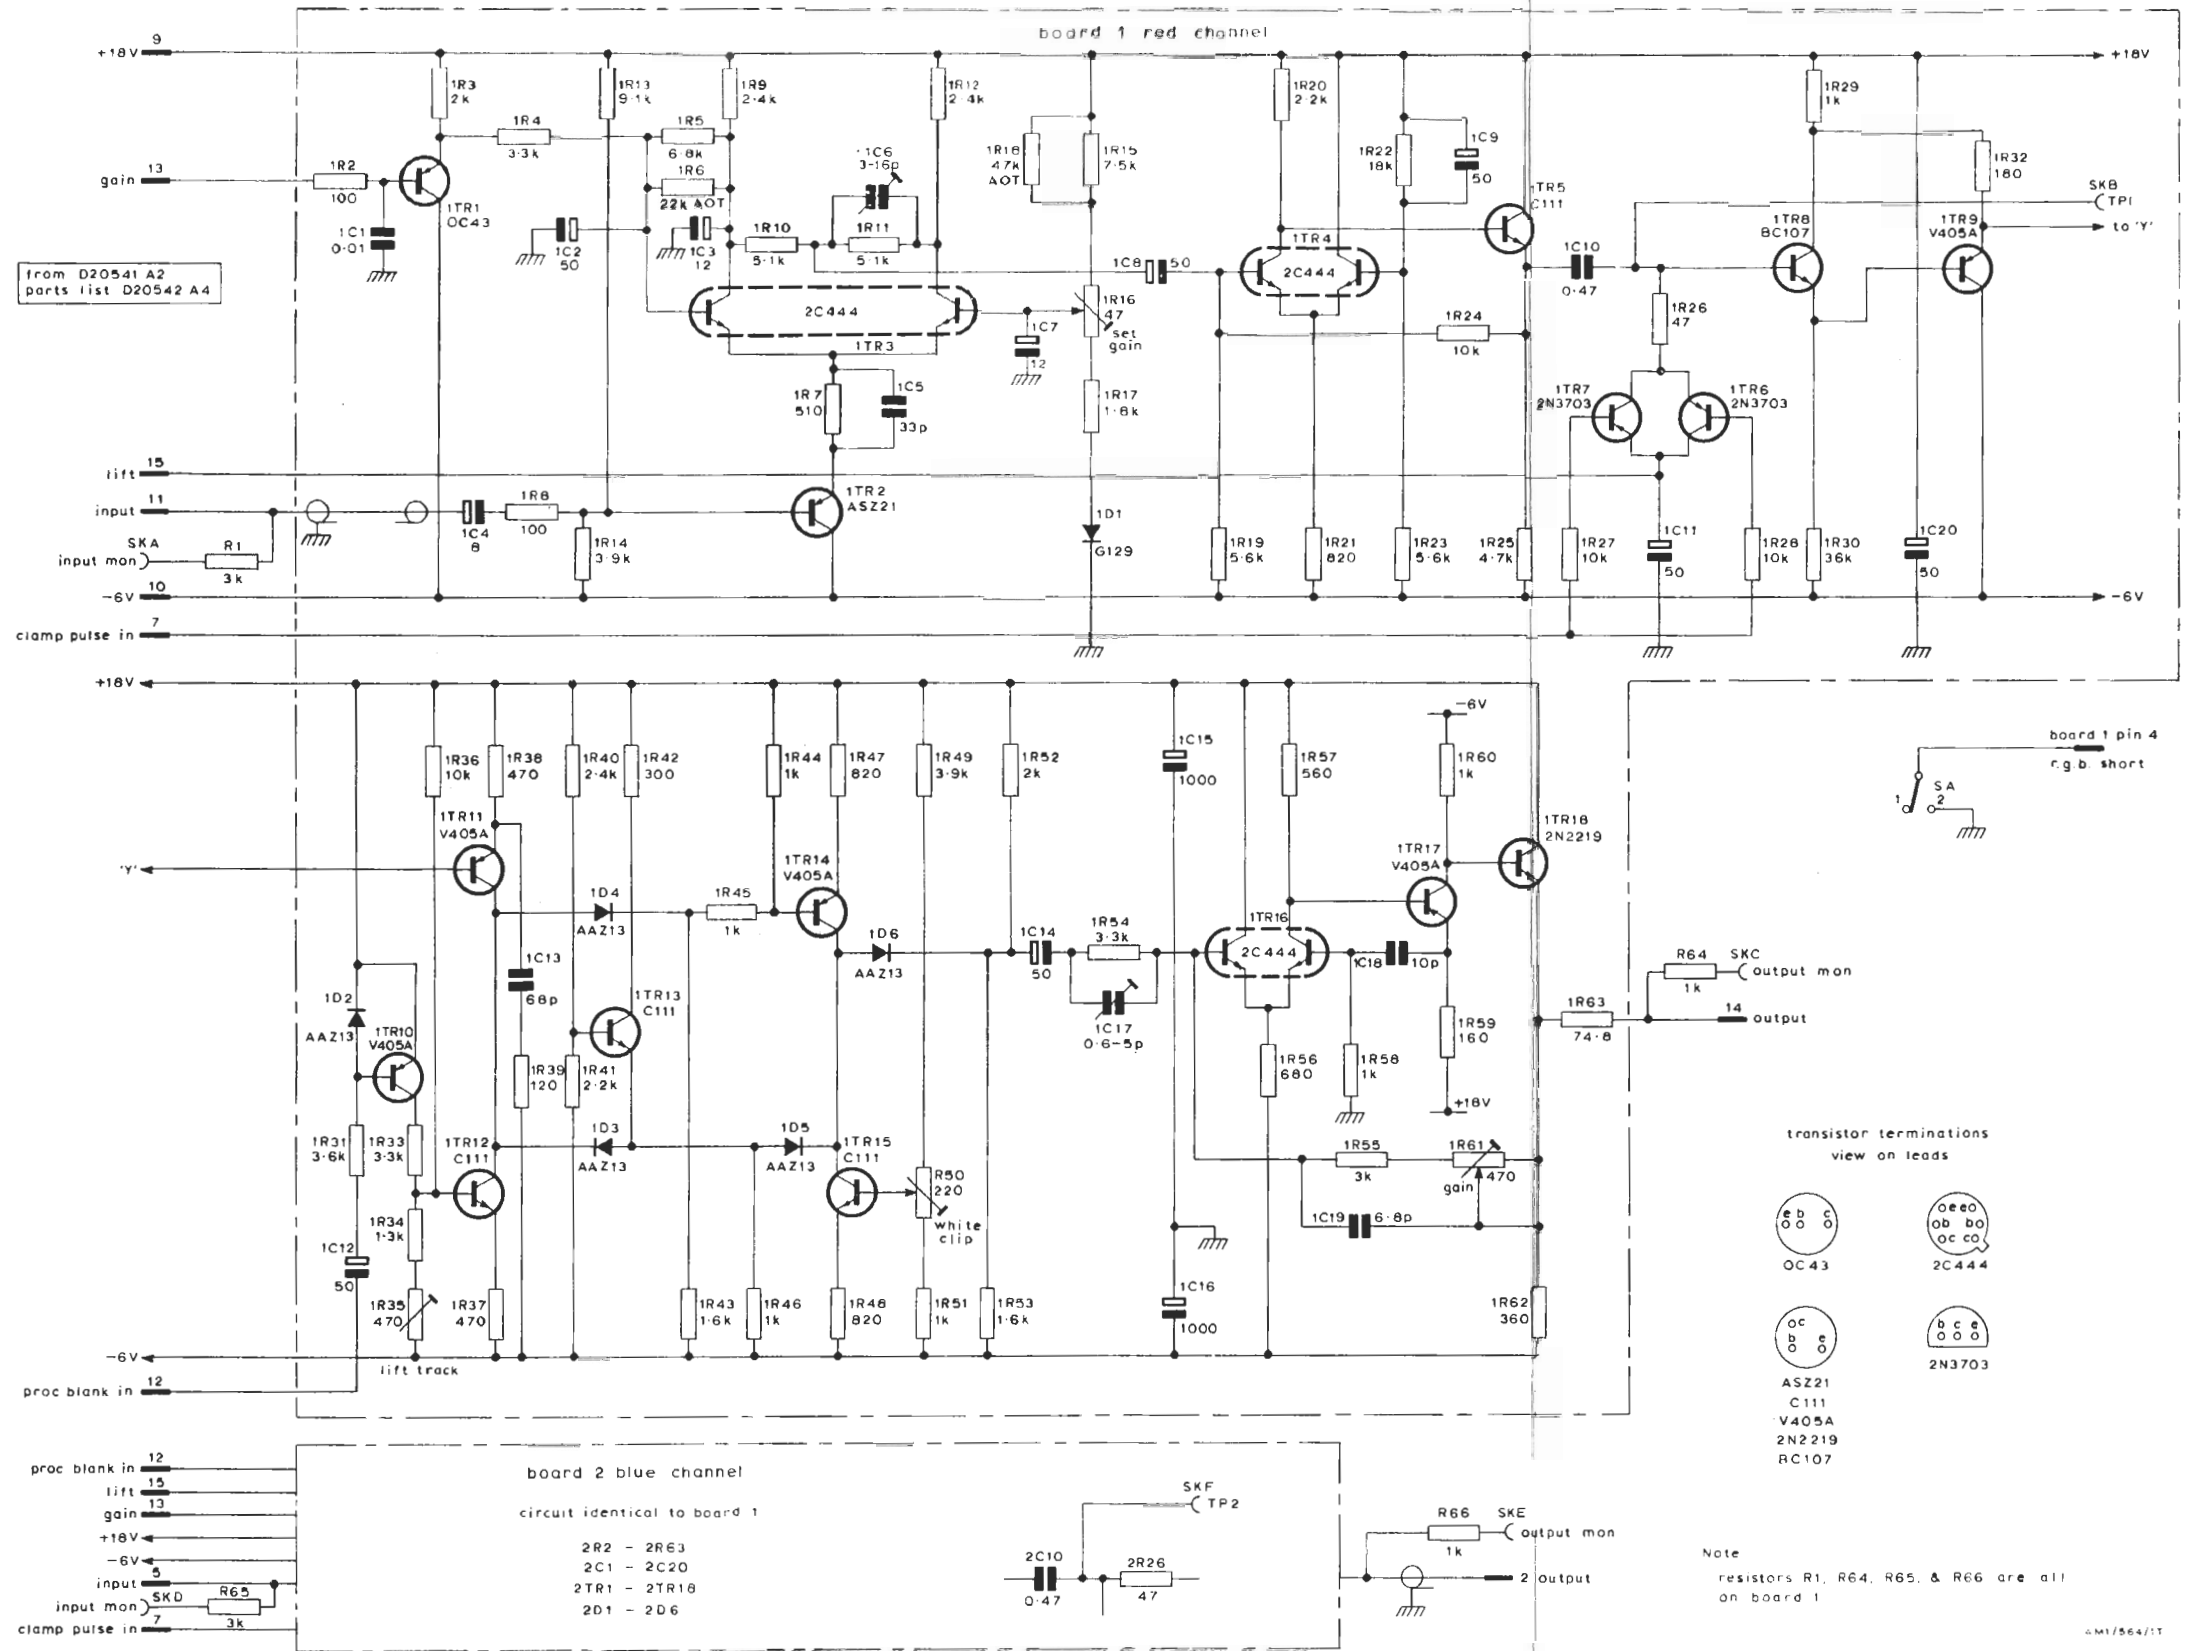 board 1 red channel
+18V 9
+18V
1R3
2k
1R13
9·1k
1R9
2·4k
1R12
2·4k
1R20
2·2k
1R29
1k
1R4
3·3k
1R5
6·8k
1R6
22k AOT
1C6
3-16p
1R18
47k
AOT
1R15
7·5k
1R22
18k
1C9
50
1R32
180
gain 13
1R2
100
1TR1
OC43
1C1
0·01
1C2
50
1C3
12
1R10
5·1k
1R11
5·1k
1C8 50
1TR4
2C444
1TR5
C111
1C10
0·47
1TR8
BC107
1TR9
V405A
SKB
TP1
to 'Y'
from D20541 A2
parts list D20542 A4
2C444
1TR3
1R16
47
set
gain
1C7
12
1R24
10k
1R26
47
1R7
510
1C5
33p
1R17
1·8k
1TR7
2N3703
1TR6
2N3703
lift 15
input 11
1C4
8
1R8
100
1TR2
ASZ21
1D1
G129
SKA
input mon
R1
3k
1R14
3·9k
1R19
5·6k
1R21
820
1R23
5·6k
1R25
4·7k
1R27
10k
1C11
50
1R28
10k
1R30
36k
1C20
50
-6V 10
-6V
clamp pulse in 7
+18V
-6V
board 1 pin 4
r.g.b. short
SA
1
2
1R36
10k
1R38
470
1R40
2·4k
1R42
300
1R44
1k
1R47
820
1R49
3·9k
1R52
2k
1C15
1000
1R57
560
1R60
1k
1TR11
V405A
'Y'
1TR14
V405A
1TR17
V405A
1TR18
2N2219
1D4
AAZ13
1R45
1k
1D6
AAZ13
1C14
50
1R54
3·3k
1TR16
2C444
1C18
10p
1C13
68p
1C17
0·6-5p
R64
1k
SKC
output mon
1D2
AAZ13
1TR10
V405A
1TR13
C111
1R63
74·8
14 output
1R39
120
1R41
2·2k
1R56
680
1R58
1k
1R59
160
+18V
1R31
3·6k
1R33
3·3k
1TR12
C111
1D3
AAZ13
1D5
AAZ13
1TR15
C111
R50
220
white
clip
1R55
3k
1R61
470
gain
1C19 6·8p
transistor terminations
view on leads
e b c
OC43
e e
b b
c c
2C444
1R34
1·3k
1C12
50
1R35
470
1R37
470
1R43
1·6k
1R46
1k
1R48
820
1R51
1k
1R53
1·6k
1C16
1000
1R62
360
c
b e
ASZ21
C111
V405A
2N2219
BC107
b c e
2N3703
-6V
lift track
proc blank in 12
board 2 blue channel
circuit identical to board 1
2R2 - 2R63
2C1 - 2C20
2TR1 - 2TR18
2D1 - 2D6
proc blank in 12
lift 15
gain 13
+18V
-6V
input 5
input mon SKD
R65
3k
clamp pulse in 7
SKF
TP2
2C10
0·47
2R26
47
R66
1k
SKE
output mon
2 output
Note
resistors R1, R64, R65, & R66 are all
on board 1